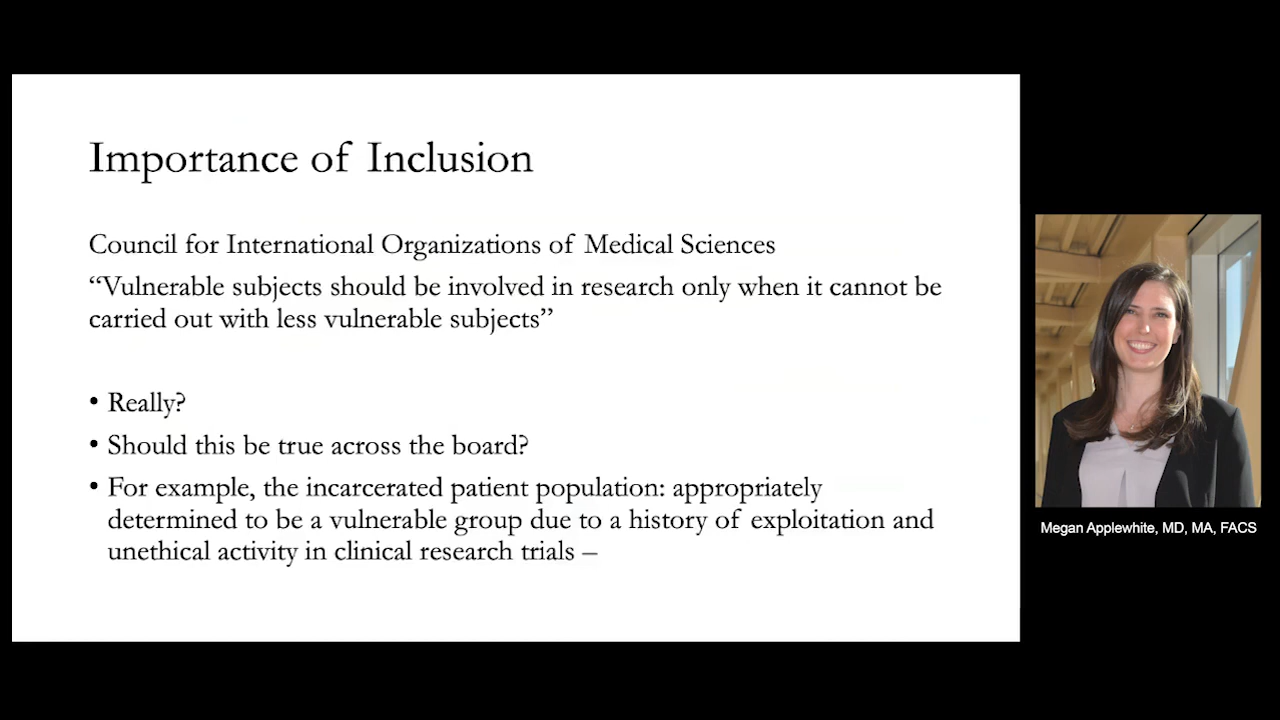 Importance of Inclusion
Council for International Organizations of Medical Sciences
“Vulnerable subjects should be involved in research only when it cannot be
carried out with less vulnerable subjects”
• Really?
• Should this be true across the board?
• For example, the incarcerated patient population: appropriately
determined to be a vulnerable group due to a history of exploitation and
unethical activity in clinical research trials –
Megan Applewhite, MD, MA, FACS